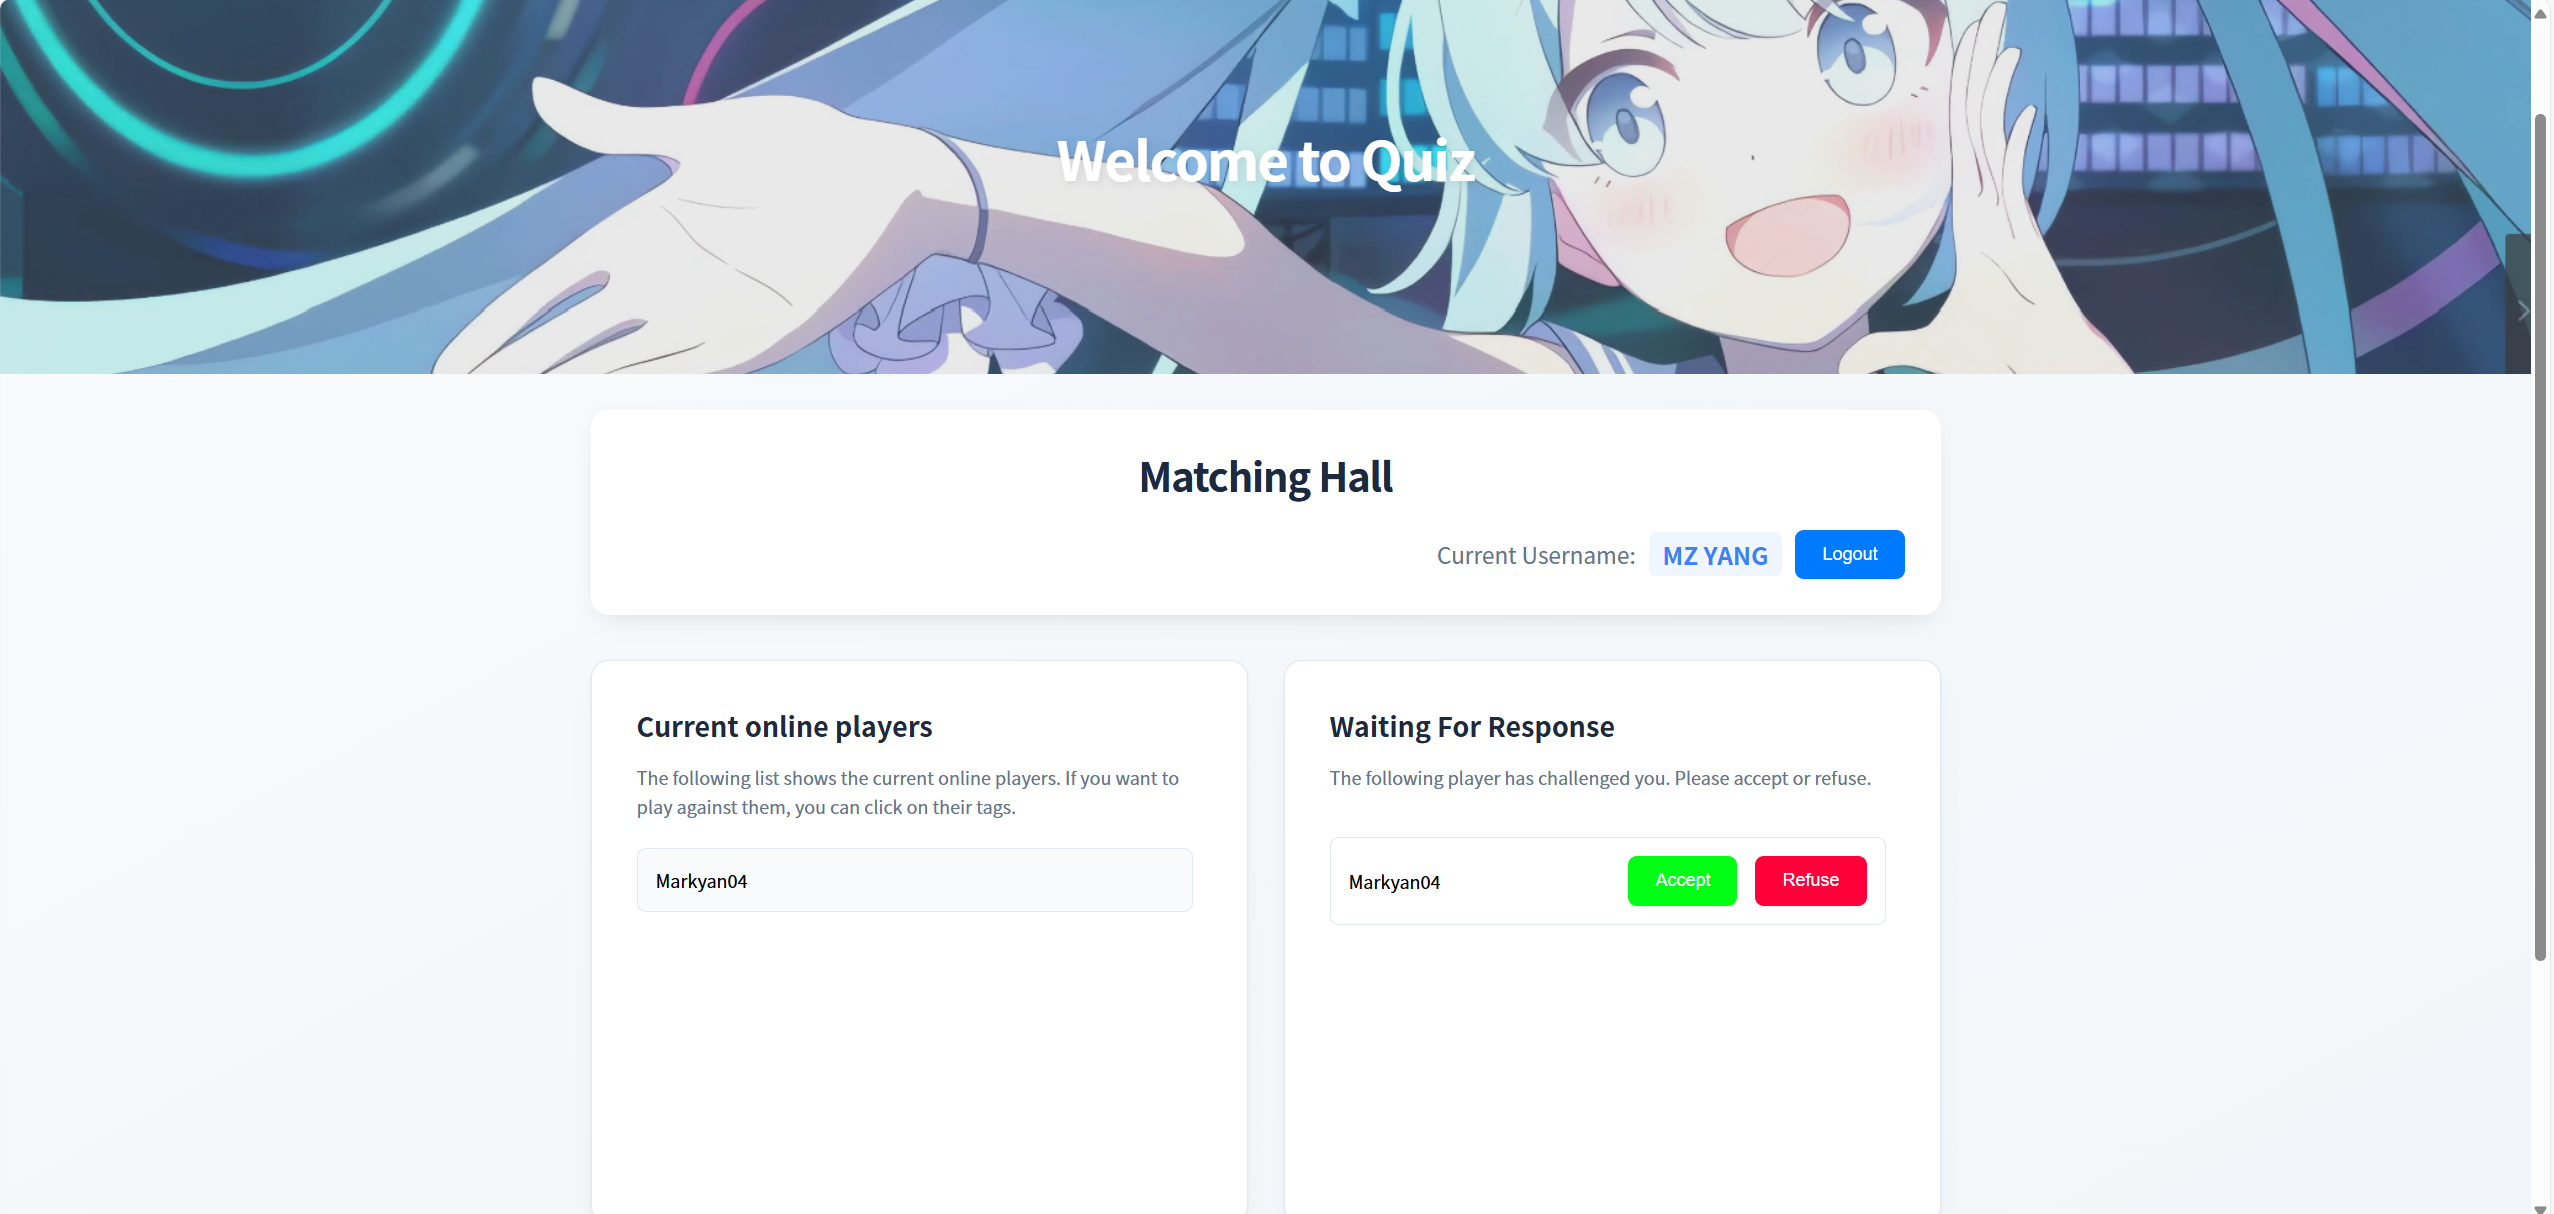 Welcome to Quiz
Matching Hall
Current Username: MZ YANG Logout
Current online players
The following list shows the current online players. If you want to
play against them, you can click on their tags.
Markyan04
Waiting For Response
The following player has challenged you. Please accept or refuse.
Markyan04 Accept Refuse